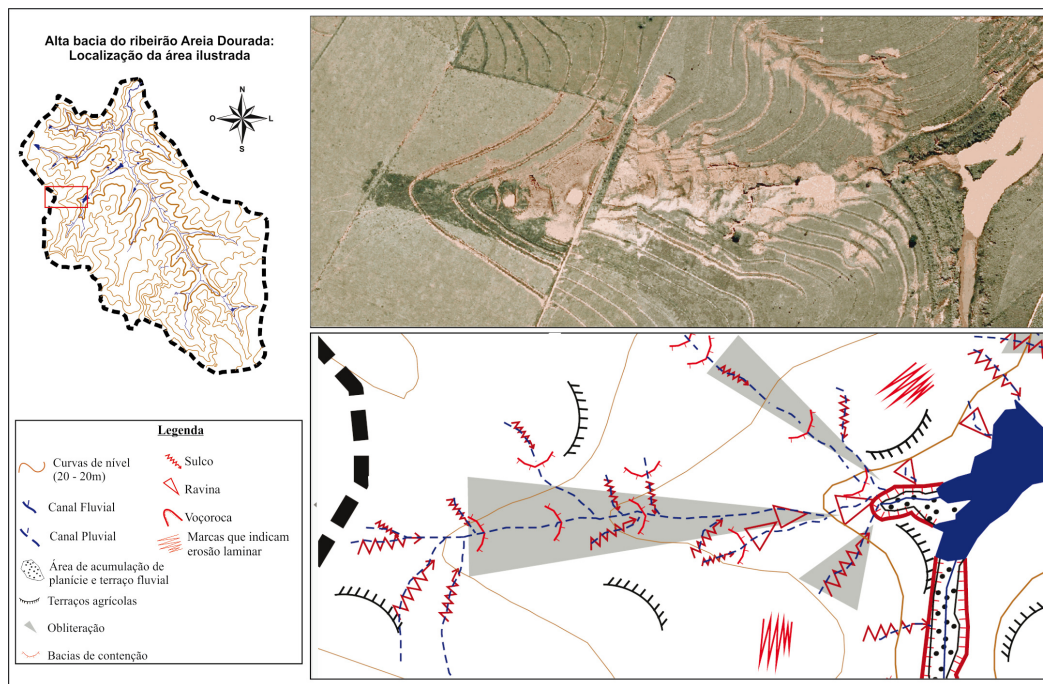 Alta bacia do ribeirão Areia Dourada:
Localização da área ilustrada
N
O
L
S
Legenda
Curvas de nível
(20 - 20m)
Canal Fluvial
Canal Pluvial
Área de acumulação de
planície e terraço fluvial
Terraços agrícolas
Obliteração
Bacias de contenção
Sulco
Ravina
Voçoroca
Marcas que indicam
erosão laminar